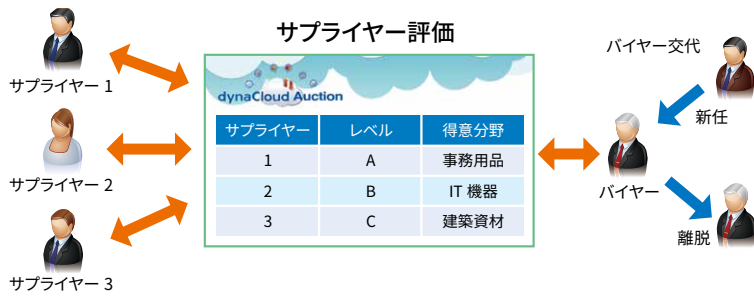 サプライヤー評価
サプライヤー 1
サプライヤー 2
サプライヤー 3
dynaCloud Auction
サプライヤー レベル 得意分野
1 A 事務用品
2 B IT 機器
3 C 建築資材
バイヤー交代
新任
バイヤー
離脱